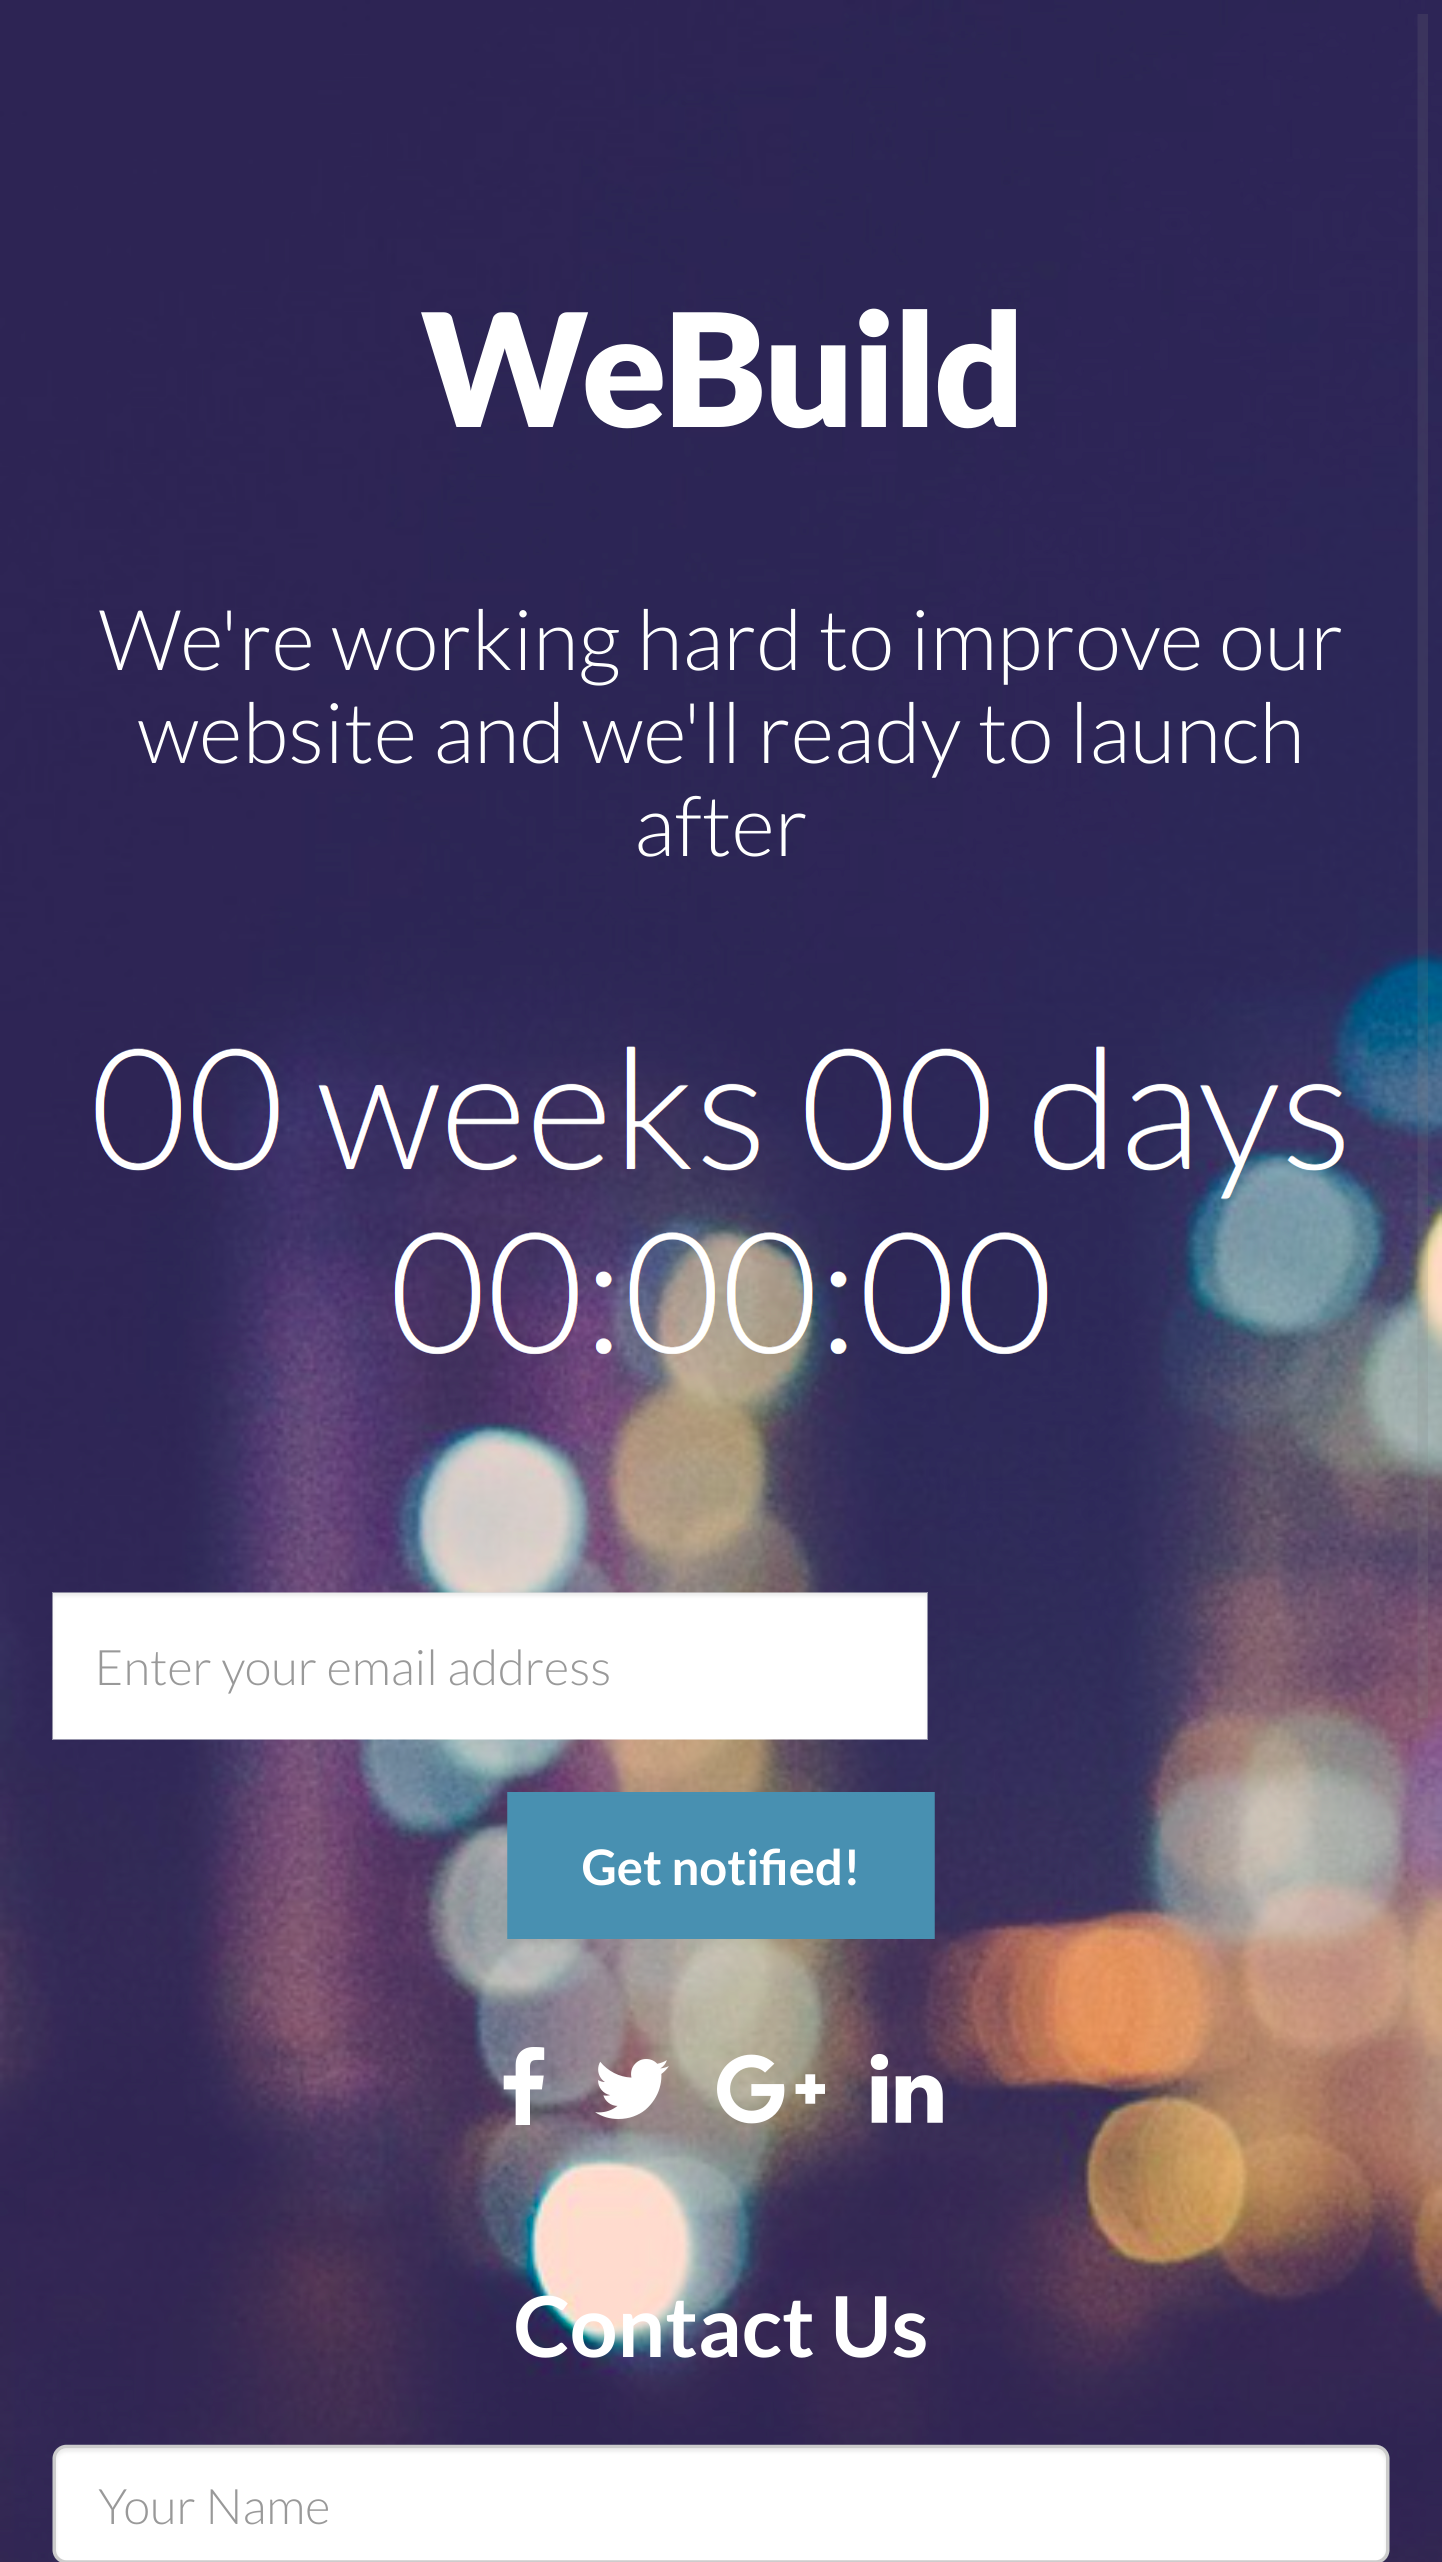 WeBuild
We're working hard to improve our
website and we'll ready to launch
after
00 weeks 00 days
00:00:00
Enter your email address
Get notified!
Contact Us
Your Name